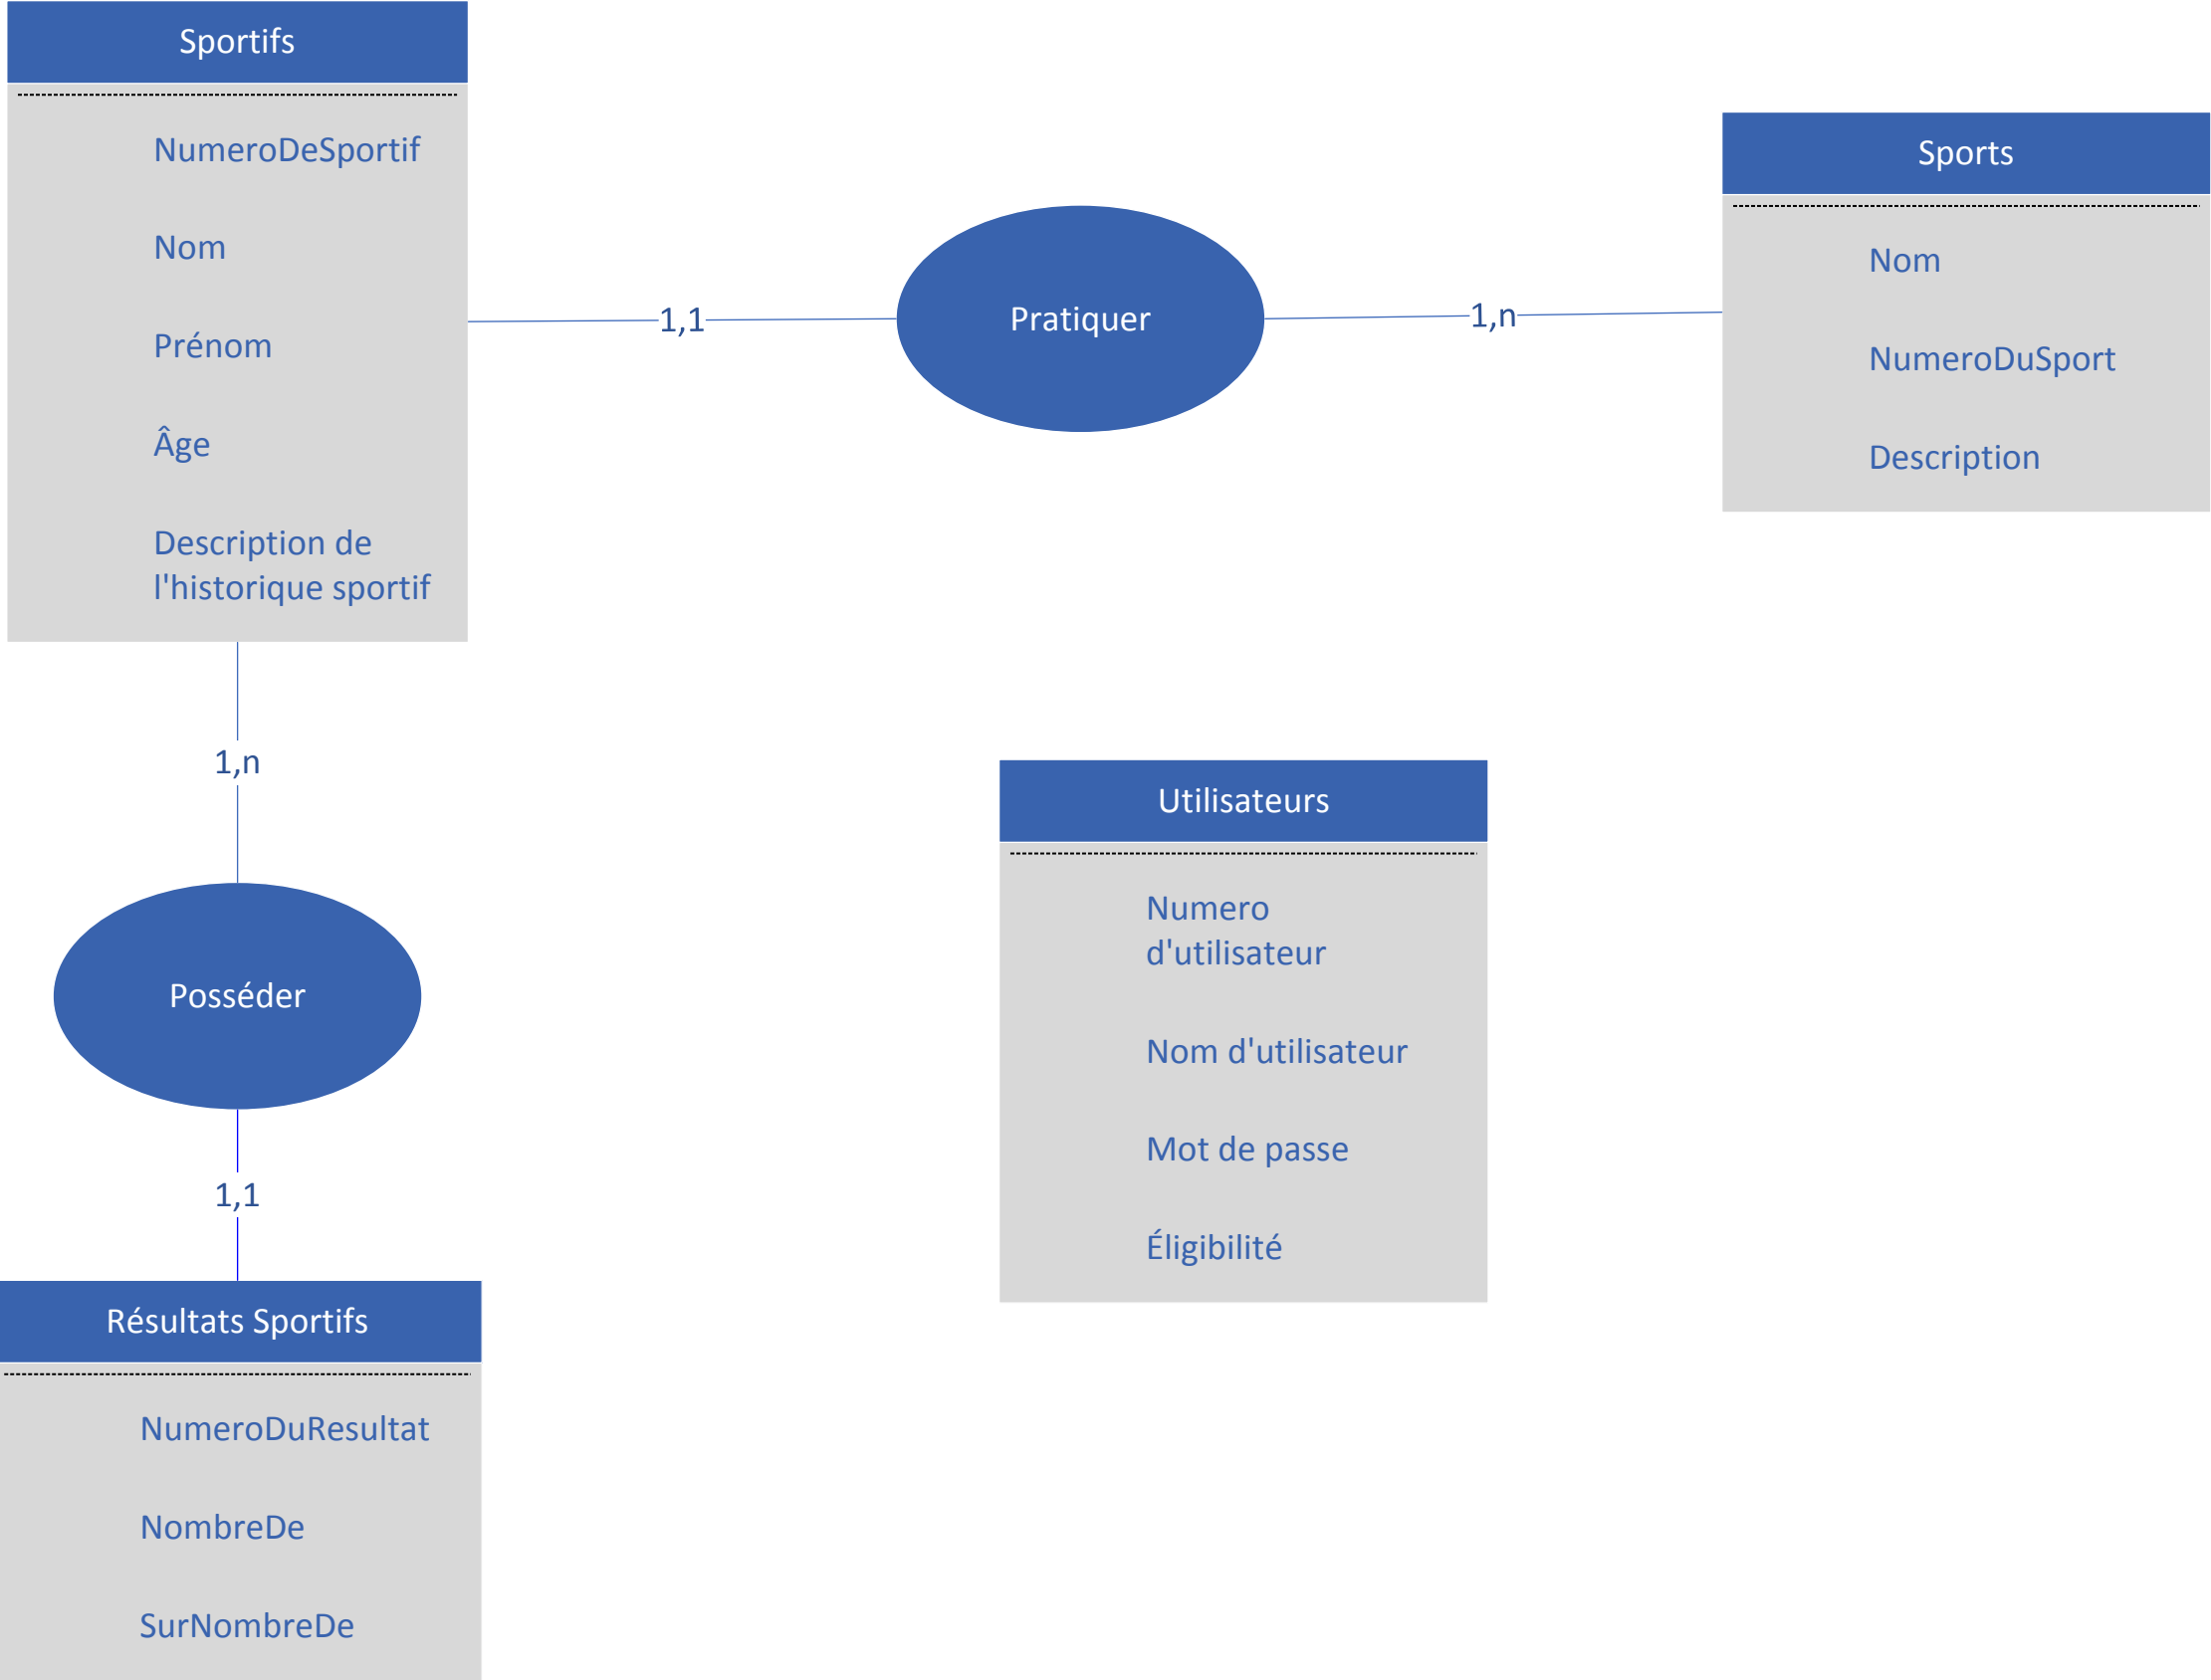 Sportifs
NumeroDeSportif
Nom
Prénom
Âge
Description de
l'historique sportif
1,1
Pratiquer
1,n
Sports
Nom
NumeroDuSport
Description
1,n
Posséder
1,1
Résultats Sportifs
NumeroDuResultat
NombreDe
SurNombreDe
Utilisateurs
Numero
d'utilisateur
Nom d'utilisateur
Mot de passe
Éligibilité